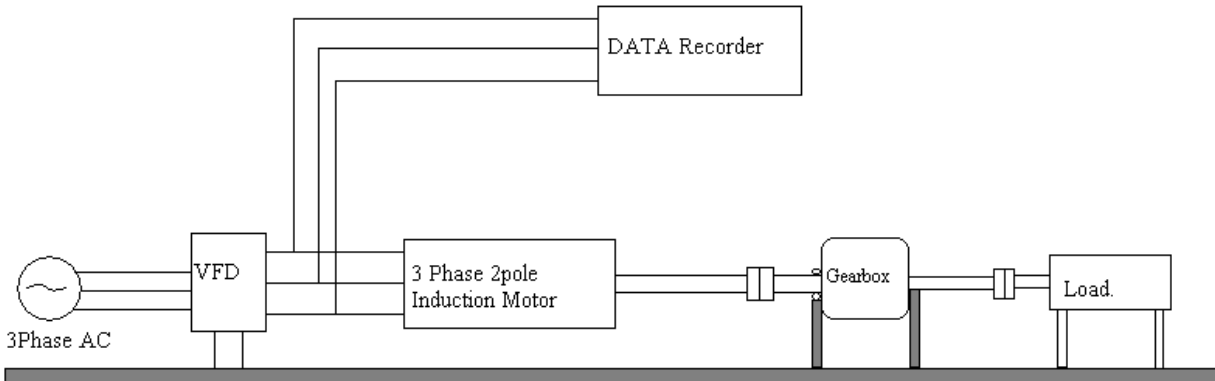 DATA Recorder
VFD
3 Phase 2pole
Induction Motor
Gearbox
Load.
3Phase AC